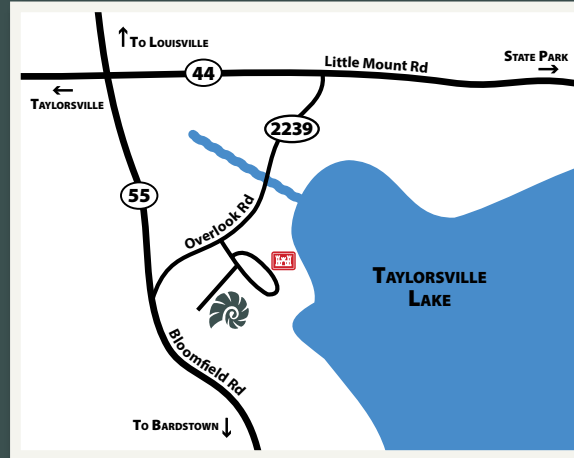 To Louisville
Little Mount Rd
State Park
44
Taylorsville
2239
55
Overlook Rd
Taylorsville
Lake
Bloomfield Rd
To Bardstown